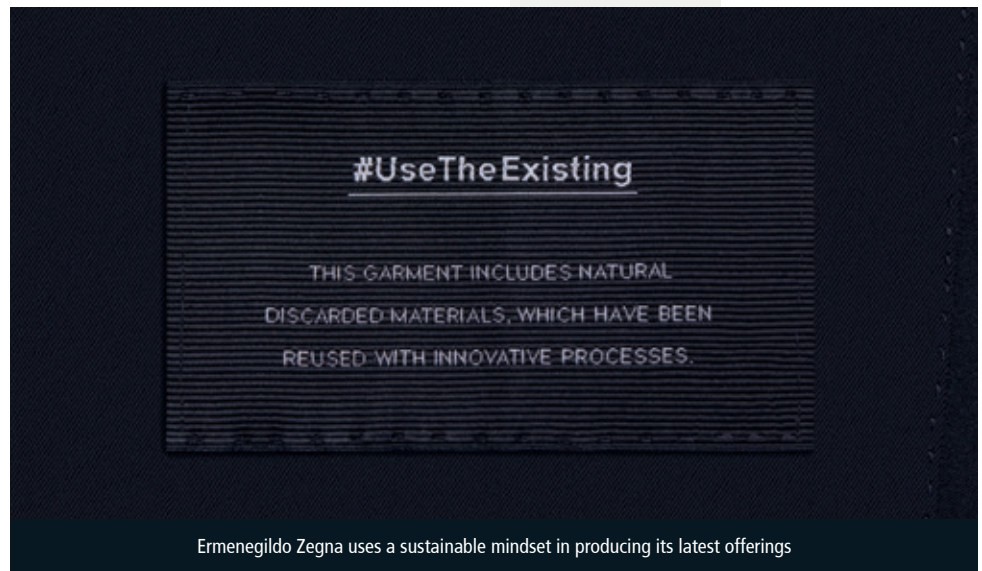 #UseTheExisting
THIS GARMENT INCLUDES NATURAL
DISCARDED MATERIALS, WHICH HAVE BEEN
REUSED WITH INNOVATIVE PROCESSES.
Ermenegildo Zegna uses a sustainable mindset in producing its latest offerings